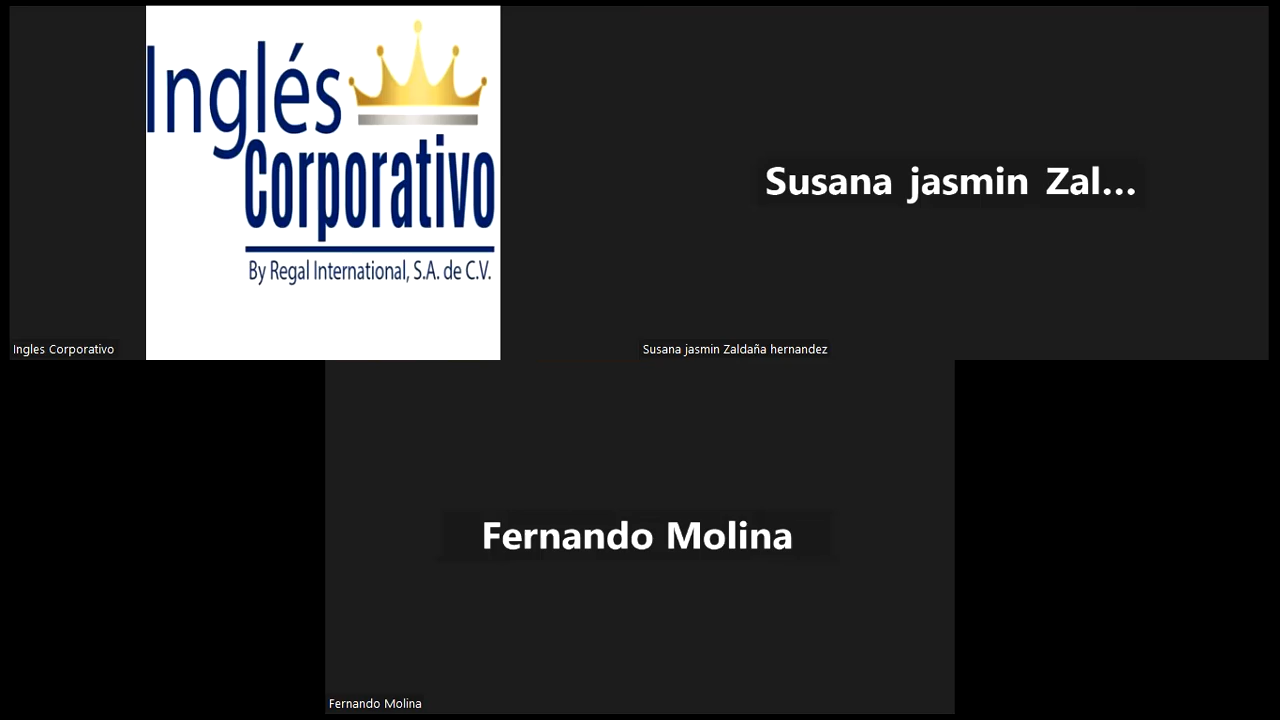 Inglés
Corporativo
By Regal International, S.A. de C.V.
Ingles Corporativo
Susana jasmin Zal...
Susana jasmin Zaldaña hernandez
Fernando Molina
Fernando Molina